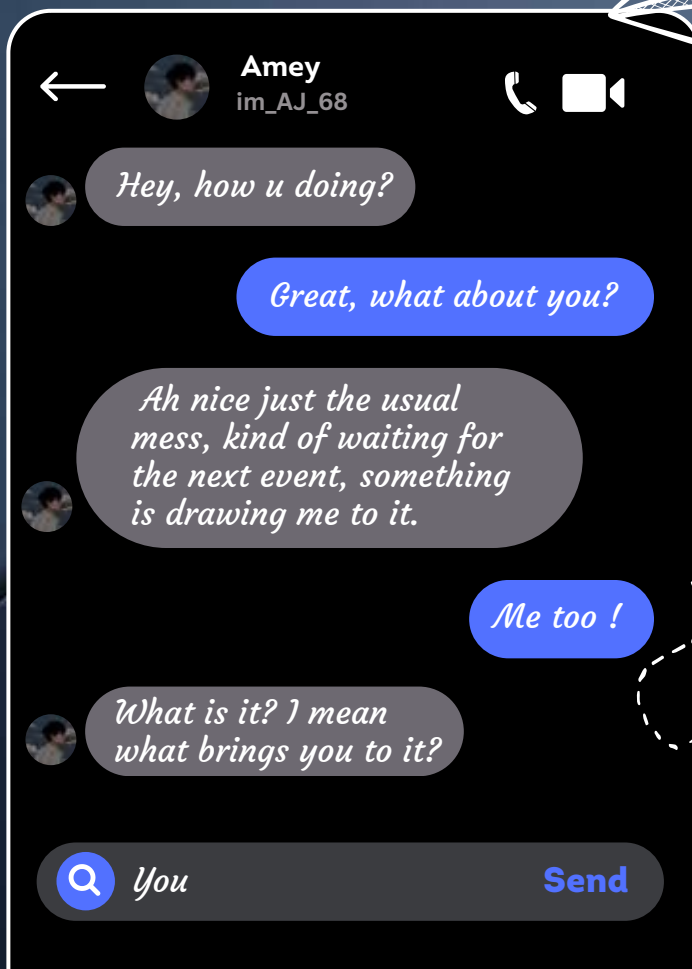 Amey
im_AJ_68
Hey, how u doing?
Great, what about you?
Ah nice just the usual
mess, kind of waiting for
the next event, something
is drawing me to it.
Me too !
What is it? I mean
what brings you to it?
You
Send